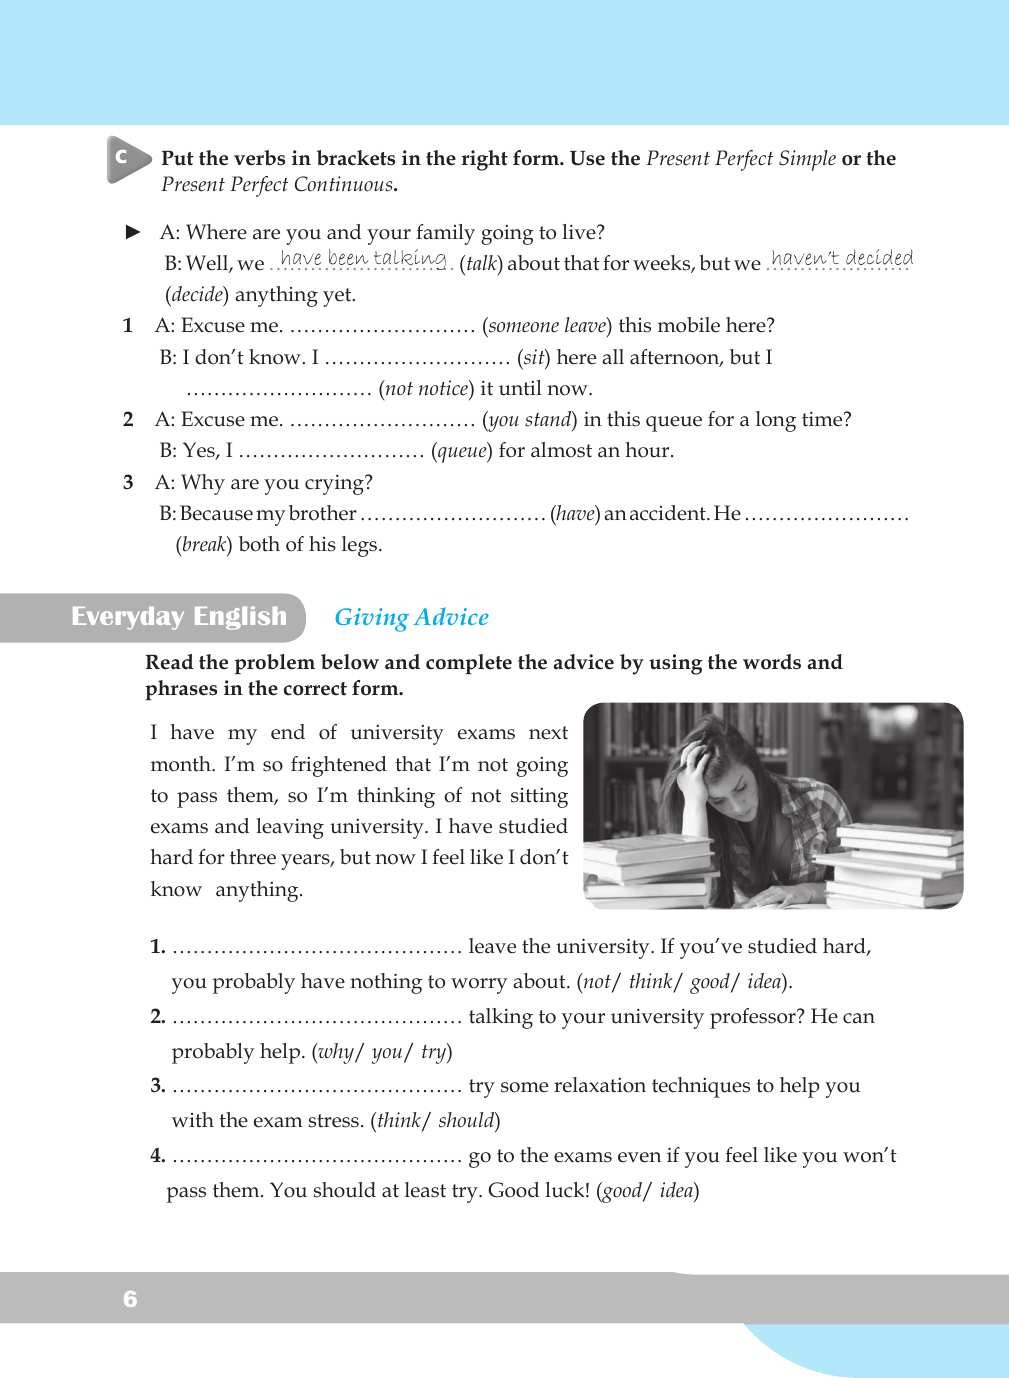 C Put the verbs in brackets in the right form. Use the Present Perfect Simple or the
Present Perfect Continuous.
► A: Where are you and your family going to live?
B: Well, we have been talking (talk) about that for weeks, but we haven't decided
(decide) anything yet.
1 A: Excuse me. ……………………… (someone leave) this mobile here?
B: I don't know. I ……………………… (sit) here all afternoon, but I
……………………… (not notice) it until now.
2 A: Excuse me. ……………………… (you stand) in this queue for a long time?
B: Yes, I ……………………… (queue) for almost an hour.
3 A: Why are you crying?
B: Because my brother ……………………… (have) an accident. He ……………………
(break) both of his legs.
Everyday English Giving Advice
Read the problem below and complete the advice by using the words and
phrases in the correct form.
I have my end of university exams next
month. I'm so frightened that I'm not going
to pass them, so I'm thinking of not sitting
exams and leaving university. I have studied
hard for three years, but now I feel like I don't
know anything.
1. …………………………………… leave the university. If you've studied hard,
you probably have nothing to worry about. (not/ think/ good/ idea).
2. …………………………………… talking to your university professor? He can
probably help. (why/ you/ try)
3. …………………………………… try some relaxation techniques to help you
with the exam stress. (think/ should)
4. …………………………………… go to the exams even if you feel like you won't
pass them. You should at least try. Good luck! (good/ idea)
6